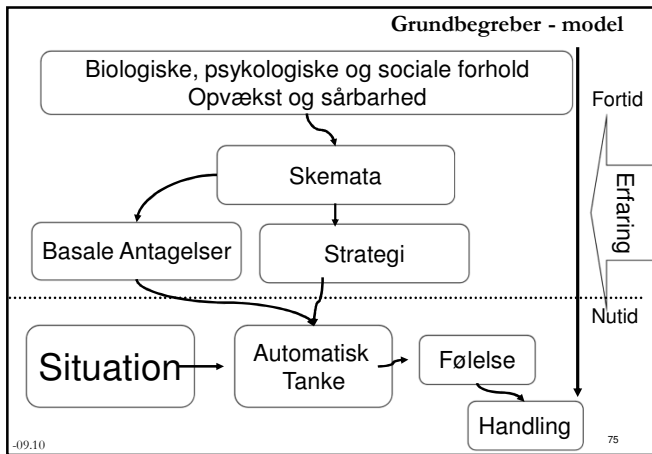 Grundbegreber - model
Biologiske, psykologiske og sociale forhold
Opvækst og sårbarhed
Fortid
Skemata
Erfaring
Basale Antagelser
Strategi
Nutid
Situation
Automatisk
Tanke
Følelse
Handling
-09.10
75